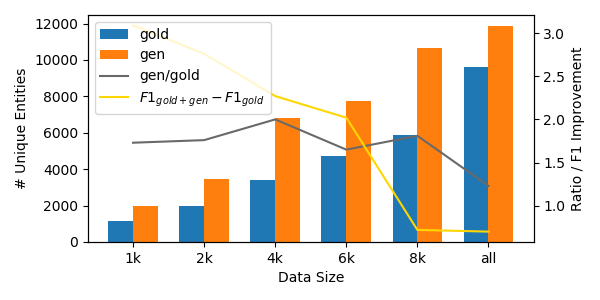 12000
10000
8000
6000
4000
2000
0
# Unique Entities
gold
gen
gen/gold
F1gold+gen − F1gold
3.0
2.5
2.0
1.5
1.0
Ratio / F1 Improvement
1k 2k 4k 6k 8k all
Data Size